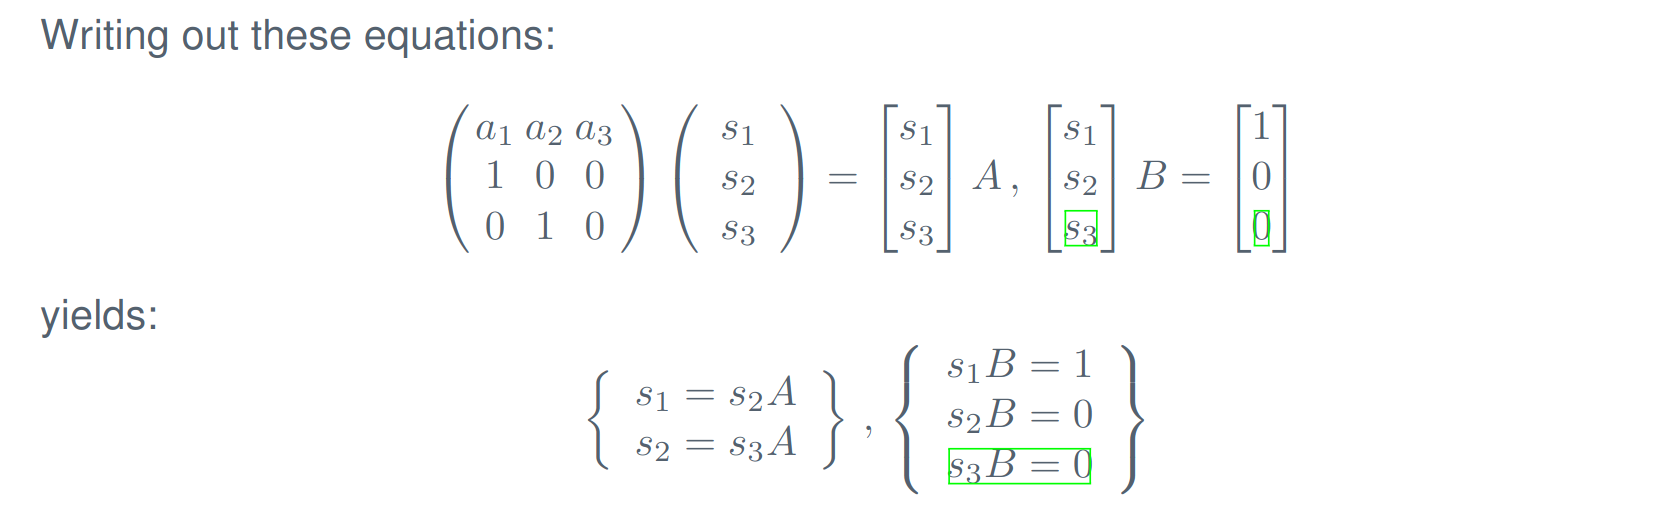 Writing out these equations:
( a₁ a₂ a₃ ) ( s₁ ) = [ s₁ ] A , [ s₁ ] B = [ 1 ]
( 1 0 0 ) ( s₂ ) [ s₂ ] [ s₂ ] [ 0 ]
( 0 1 0 ) ( s₃ ) [ s₃ ] [ s₃ ] [ 0 ]
yields:
{ s₁ = s₂A
s₂ = s₃A } ,
{ s₁B = 1
s₂B = 0
s₃B = 0 }